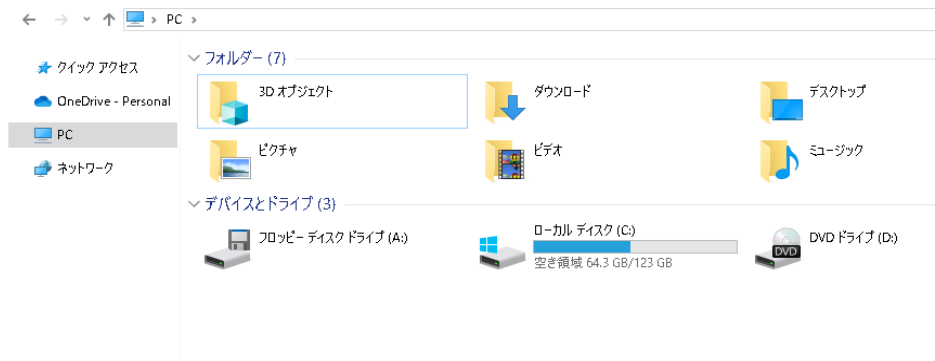 PC
クイック アクセス
OneDrive - Personal
PC
ネットワーク
フォルダー (7)
3D オブジェクト
ダウンロード
デスクトップ
ピクチャ
ビデオ
ミュージック
デバイスとドライブ (3)
フロッピー ディスク ドライブ (A:)
ローカル ディスク (C:)
空き領域 64.3 GB/123 GB
DVD
DVD ドライブ (D:)